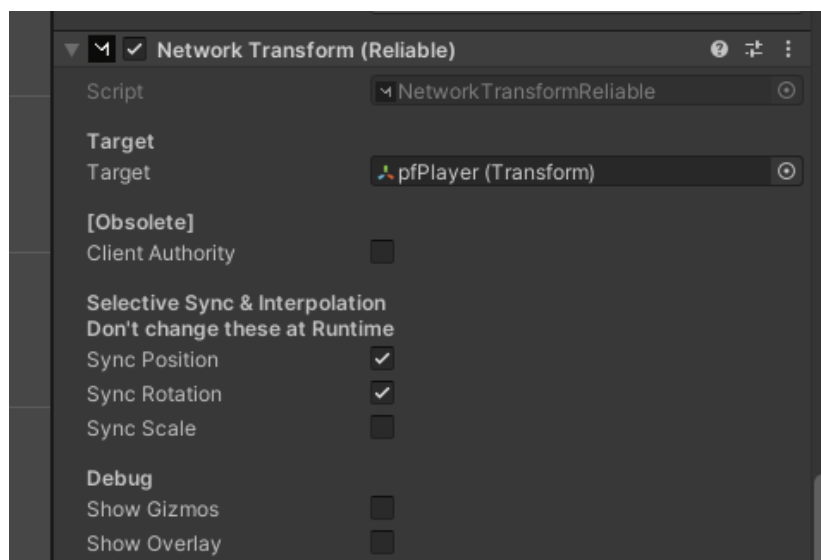 Network Transform (Reliable)
Script NetworkTransformReliable
Target
Target pfPlayer (Transform)
[Obsolete]
Client Authority
Selective Sync & Interpolation
Don't change these at Runtime
Sync Position
Sync Rotation
Sync Scale
Debug
Show Gizmos
Show Overlay